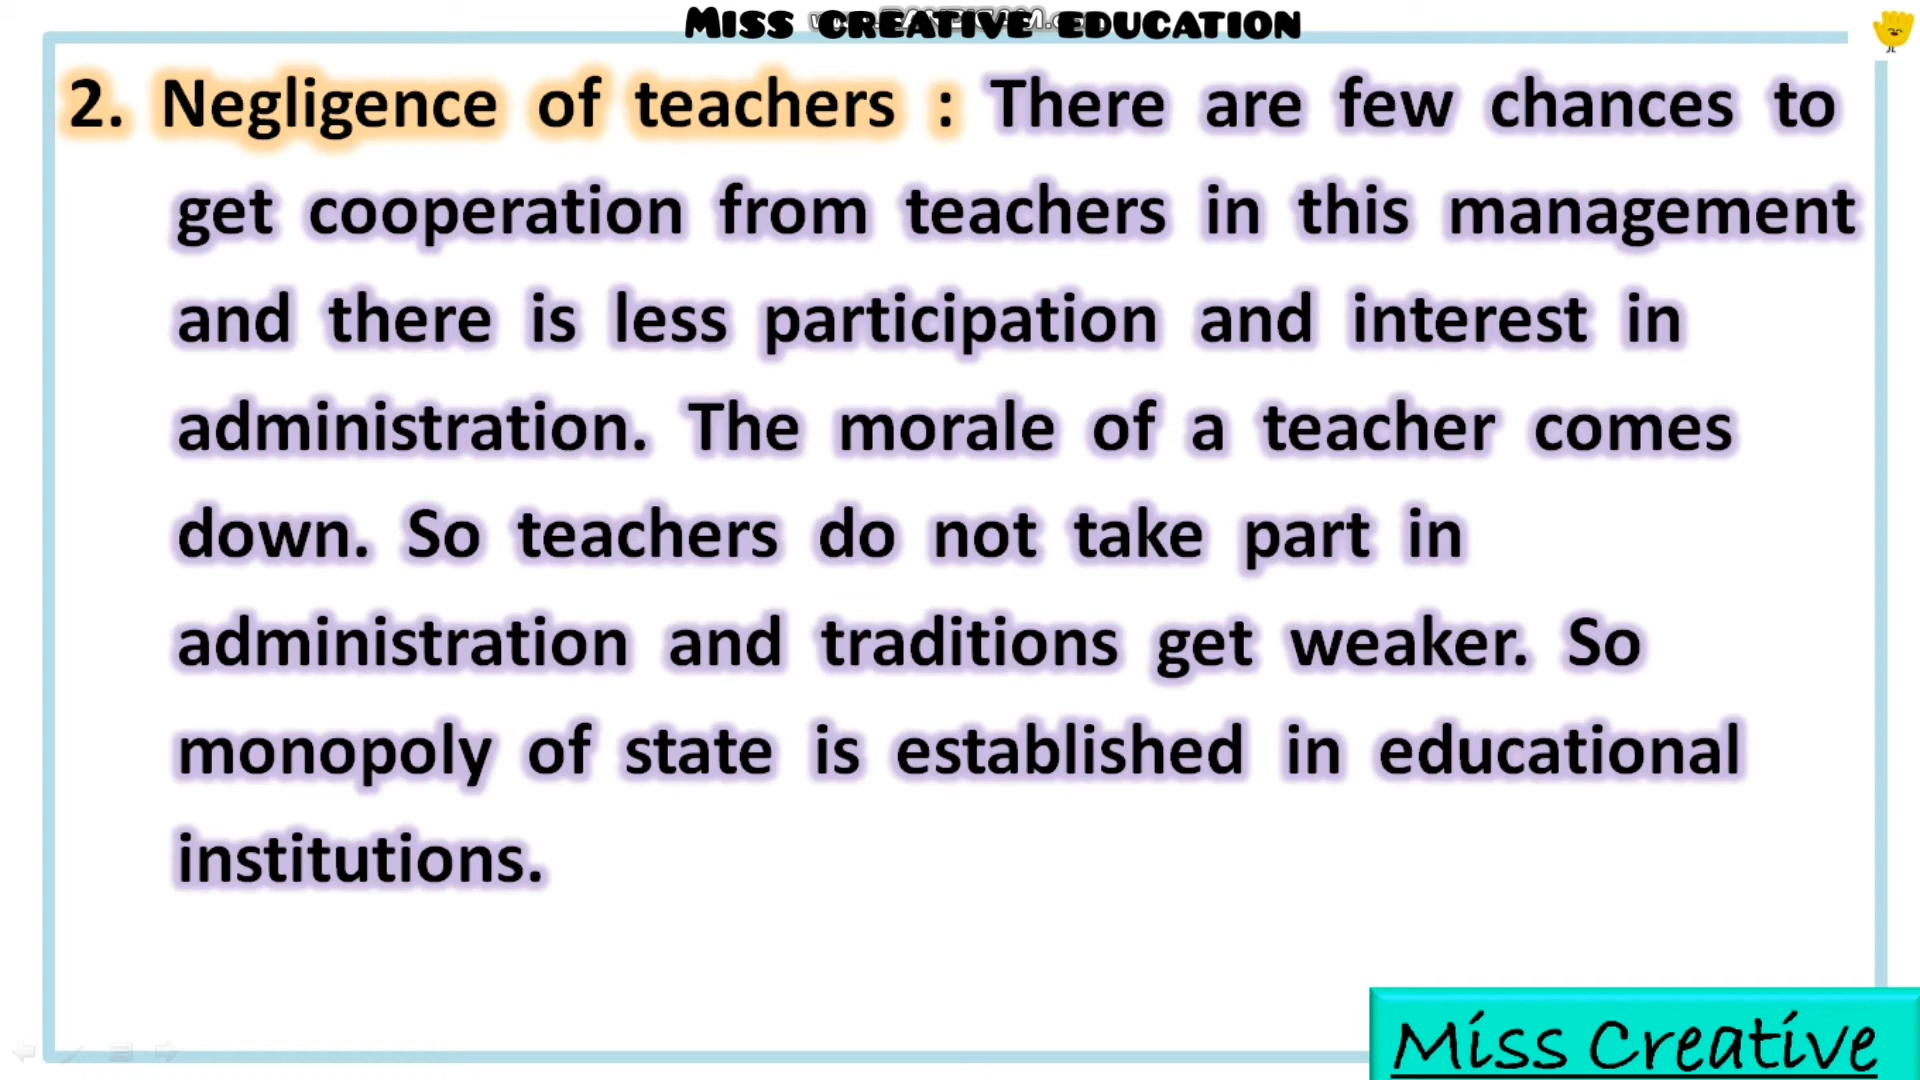 Miss creative education
2. Negligence of teachers : There are few chances to
get cooperation from teachers in this management
and there is less participation and interest in
administration. The morale of a teacher comes
down. So teachers do not take part in
administration and traditions get weaker. So
monopoly of state is established in educational
institutions.
Miss Creative